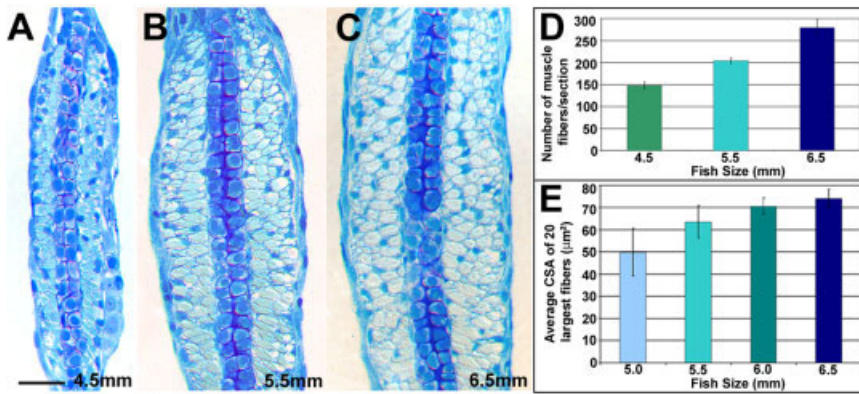 A
B
C
4.5mm
5.5mm
6.5mm
D
Number of muscle
fibers/section
300
250
200
150
100
50
0
4.5
5.5
6.5
Fish Size (mm)
E
Average CSA of 20
largest fibers (µm²)
80
70
60
50
40
30
20
10
0
5.0
5.5
6.0
6.5
Fish Size (mm)